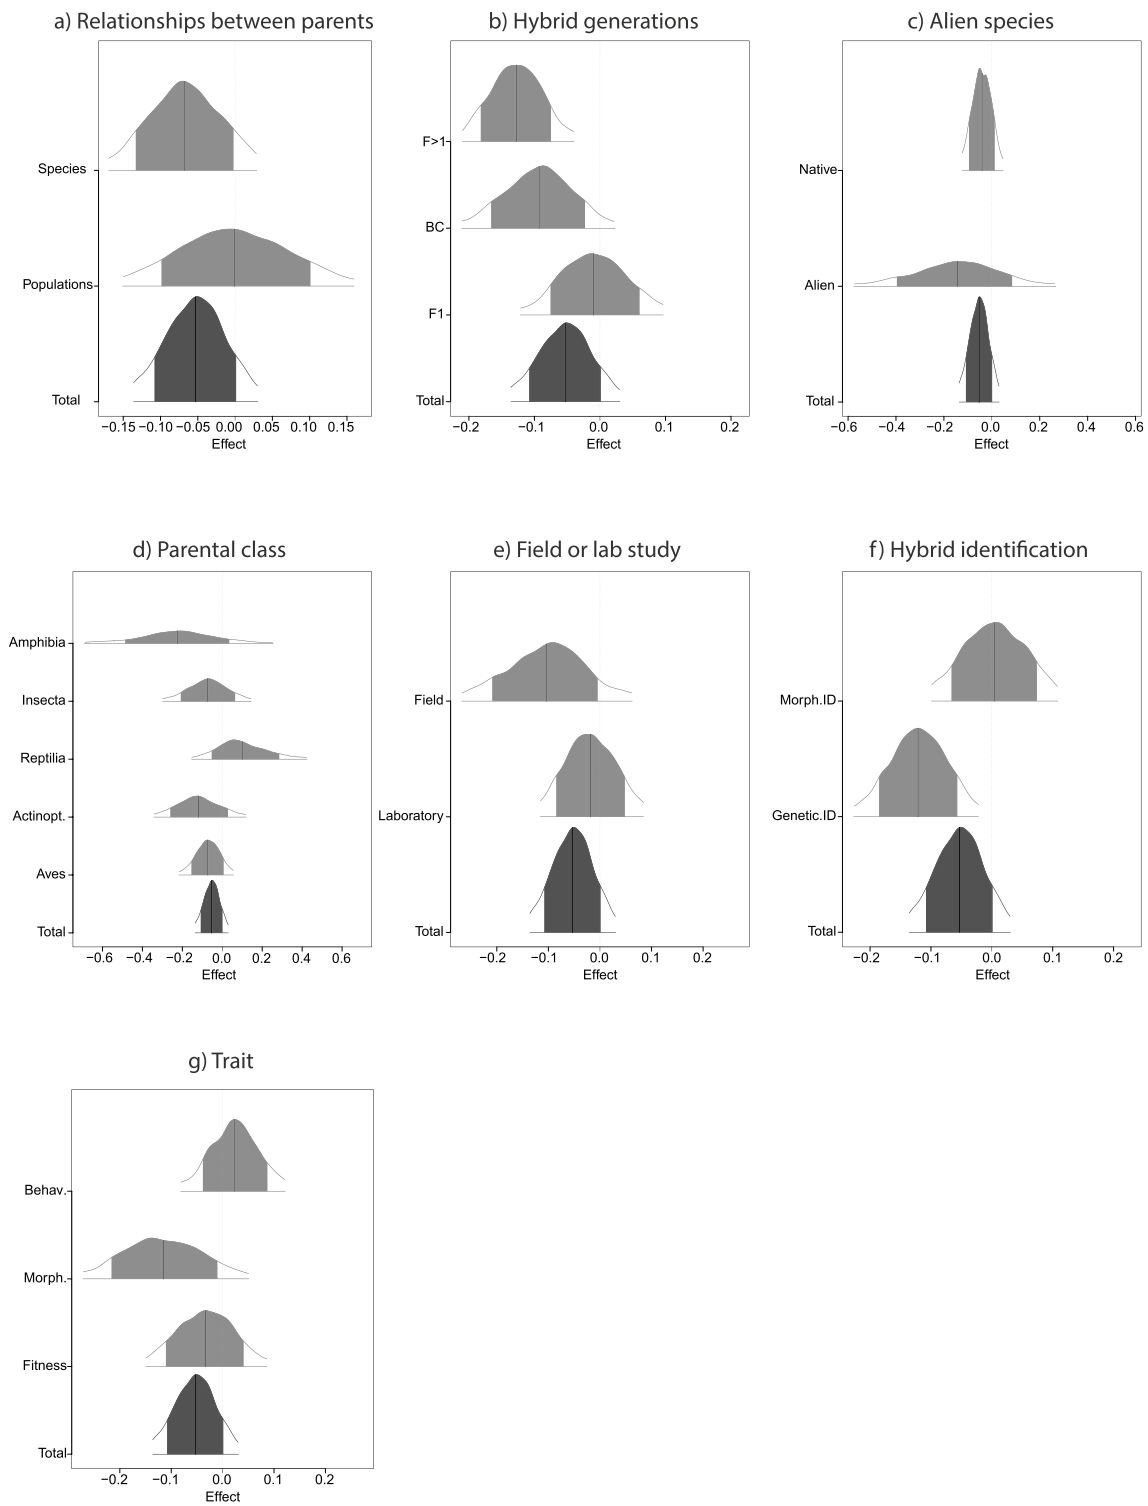 a) Relationships between parents
Species
Populations
Total
−0.15 −0.10 −0.05 0.00 0.05 0.10 0.15
Effect
b) Hybrid generations
F>1
BC
F1
Total
−0.2 −0.1 0.0 0.1 0.2
Effect
c) Alien species
Native
Alien
Total
−0.6 −0.4 −0.2 0.0 0.2 0.4 0.6
Effect
d) Parental class
Amphibia
Insecta
Reptilia
Actinopt.
Aves
Total
−0.6 −0.4 −0.2 0.0 0.2 0.4 0.6
Effect
e) Field or lab study
Field
Laboratory
Total
−0.2 −0.1 0.0 0.1 0.2
Effect
f) Hybrid identification
Morph.ID
Genetic.ID
Total
−0.2 −0.1 0.0 0.1 0.2
Effect
g) Trait
Behav.
Morph.
Fitness
Total
−0.2 −0.1 0.0 0.1 0.2
Effect